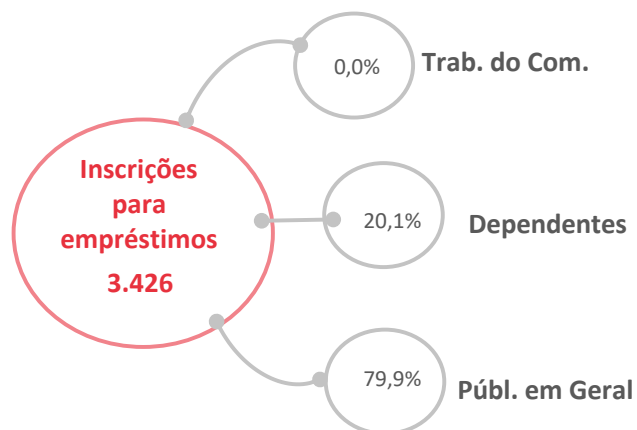 Inscrições
para
empréstimos
3.426
0,0%
Trab. do Com.
20,1%
Dependentes
79,9%
Públ. em Geral